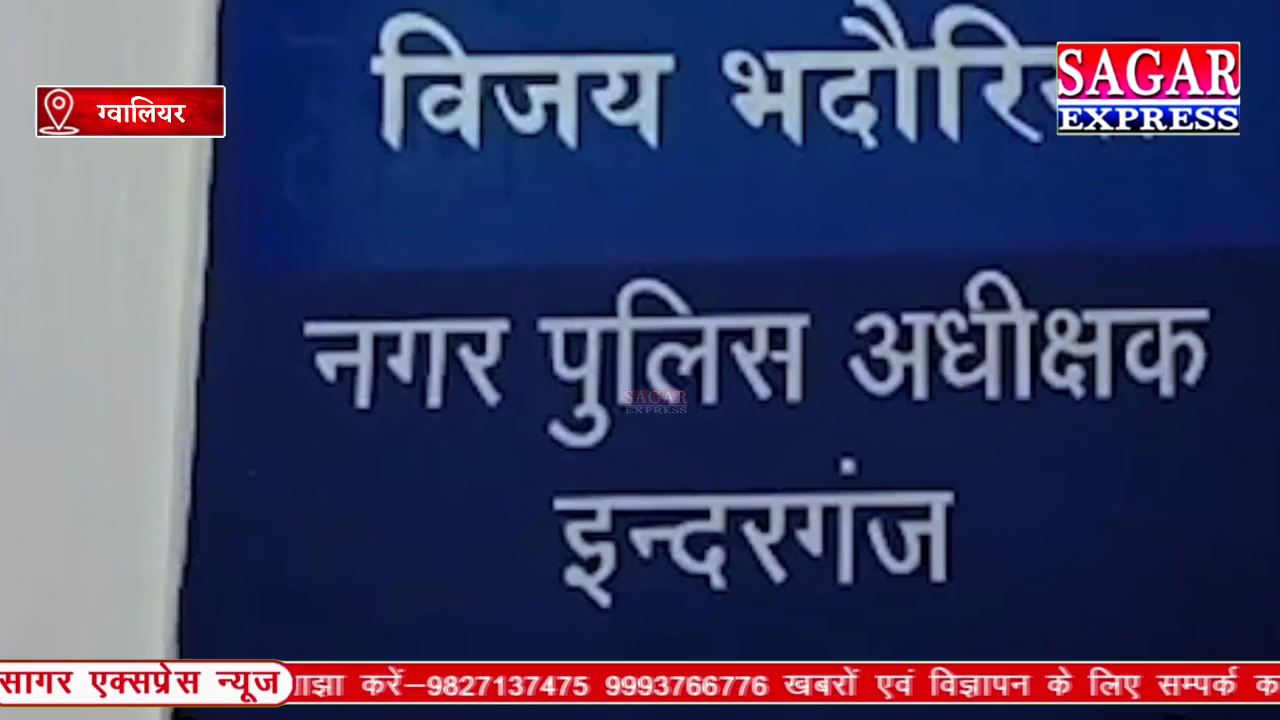 विजय भदौरि
SAGAR
EXPRESS
ग्वालियर
नगर पुलिस अधीक्षक
SAGAR
EXPRESS
इन्दरगंज
सागर एक्सप्रेस न्यूज
झा करें–9827137475 9993766776 खबरों एवं विज्ञापन के लिए सम्पर्क क